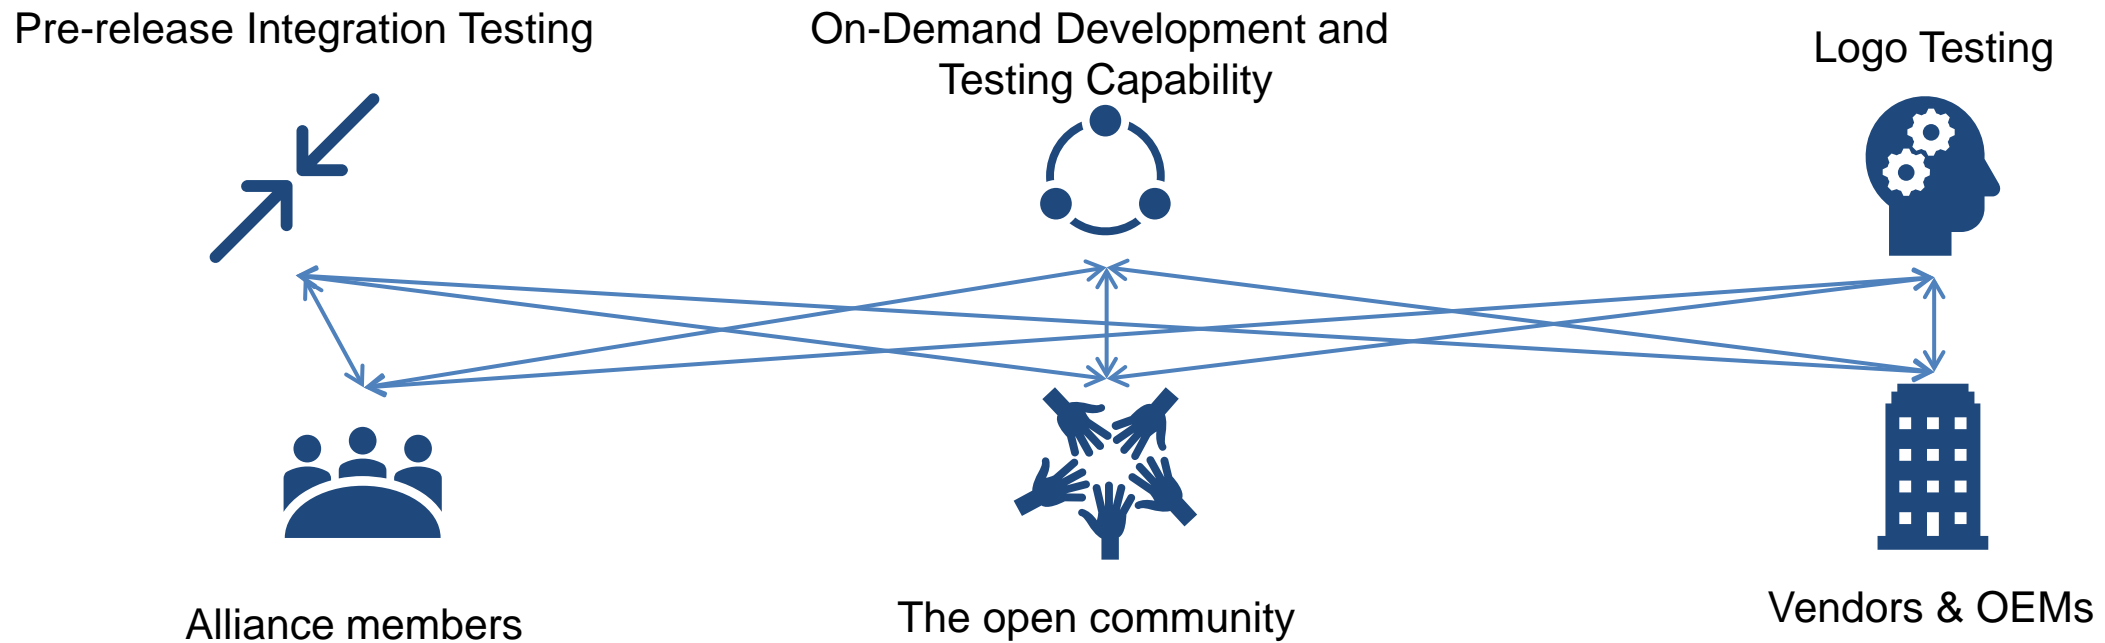 Pre-release Integration Testing
On-Demand Development and
Testing Capability
Logo Testing
Alliance members
The open community
Vendors & OEMs